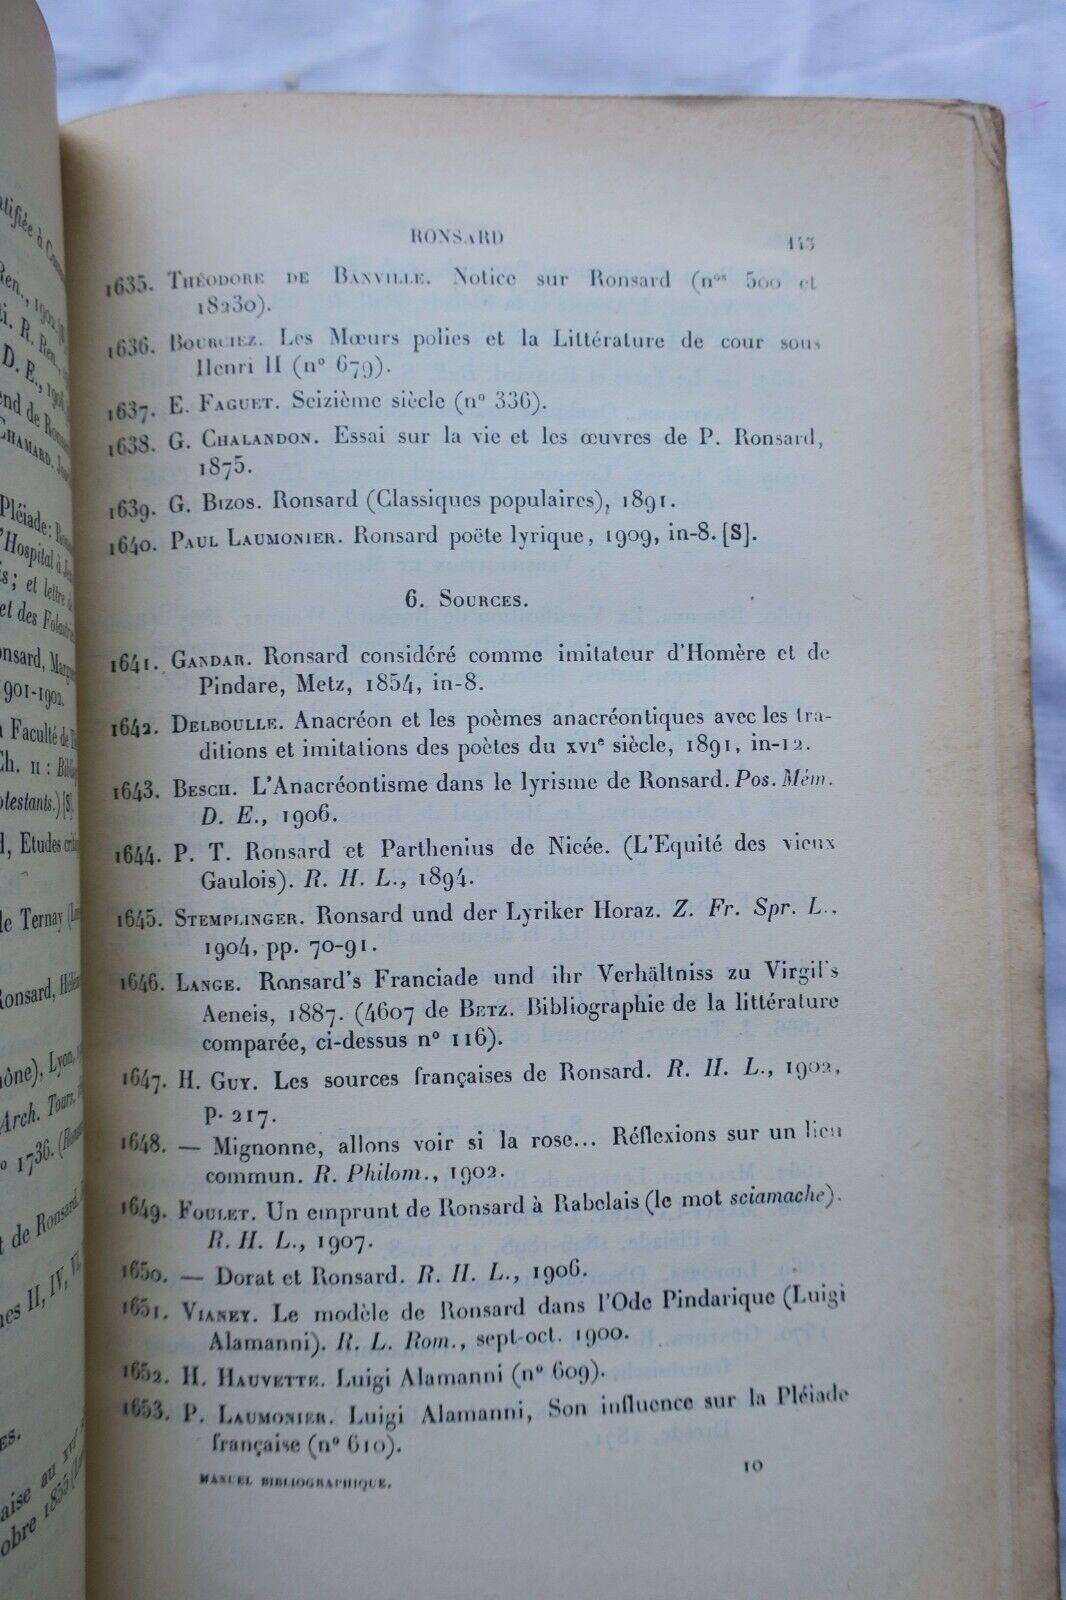 RONSARD 145
1635. THÉODORE DE BANVILLE. Notice sur Ronsard (nos 500 et
18230).
1636. BOURCIEZ. Les Mœurs polies et la Littérature de cour sous
Henri II (n° 679).
1637. E. FAGUET. Seizième siècle (n° 336).
1638. G. CHALANDON. Essai sur la vie et les œuvres de P. Ronsard,
1875.
1639. G. BIZOS. Ronsard (Classiques populaires), 1891.
1640. PAUL LAUMONIER. Ronsard poëte lyrique, 1909, in-8. [S].
6. SOURCES.
1641. GANDAR. Ronsard considéré comme imitateur d'Homère et de
Pindare, Metz, 1854, in-8.
1642. DELBOULLE. Anacréon et les poèmes anacréontiques avec les tra-
ditions et imitations des poètes du XVIe siècle, 1891, in-12.
1643. BESCH. L'Anacréontisme dans le lyrisme de Ronsard. Pos. Mém.
D. E., 1906.
1644. P. T. Ronsard et Parthenius de Nicée. (L'Equité des vieux
Gaulois). R. H. L., 1894.
1645. STEMPLINGER. Ronsard und der Lyriker Horaz. Z. Fr. Spr. L.,
1904, pp. 70-91.
1646. LANGE. Ronsard's Franciade und ihr Verhältniss zu Virgil's
Aeneis, 1887. (4607 de BETZ. Bibliographie de la littérature
comparée, ci-dessus n° 116).
1647. H. GUY. Les sources françaises de Ronsard. R. H. L., 1902,
p. 217.
1648. — Mignonne, allons voir si la rose... Réflexions sur un lieu
commun. R. Philom., 1902.
1649. FOULET. Un emprunt de Ronsard à Rabelais (le mot sciamache).
R. H. L., 1907.
1650. — Dorat et Ronsard. R. H. L., 1906.
1651. VIANEY. Le modèle de Ronsard dans l'Ode Pindarique (Luigi
Alamanni). R. L. Rom., sept-oct. 1900.
1652. H. HAUVETTE. Luigi Alamanni (n° 609).
1653. P. LAUMONIER. Luigi Alamanni, Son influence sur la Pléiade
française (n° 610).
MANUEL BIBLIOGRAPHIQUE. 10